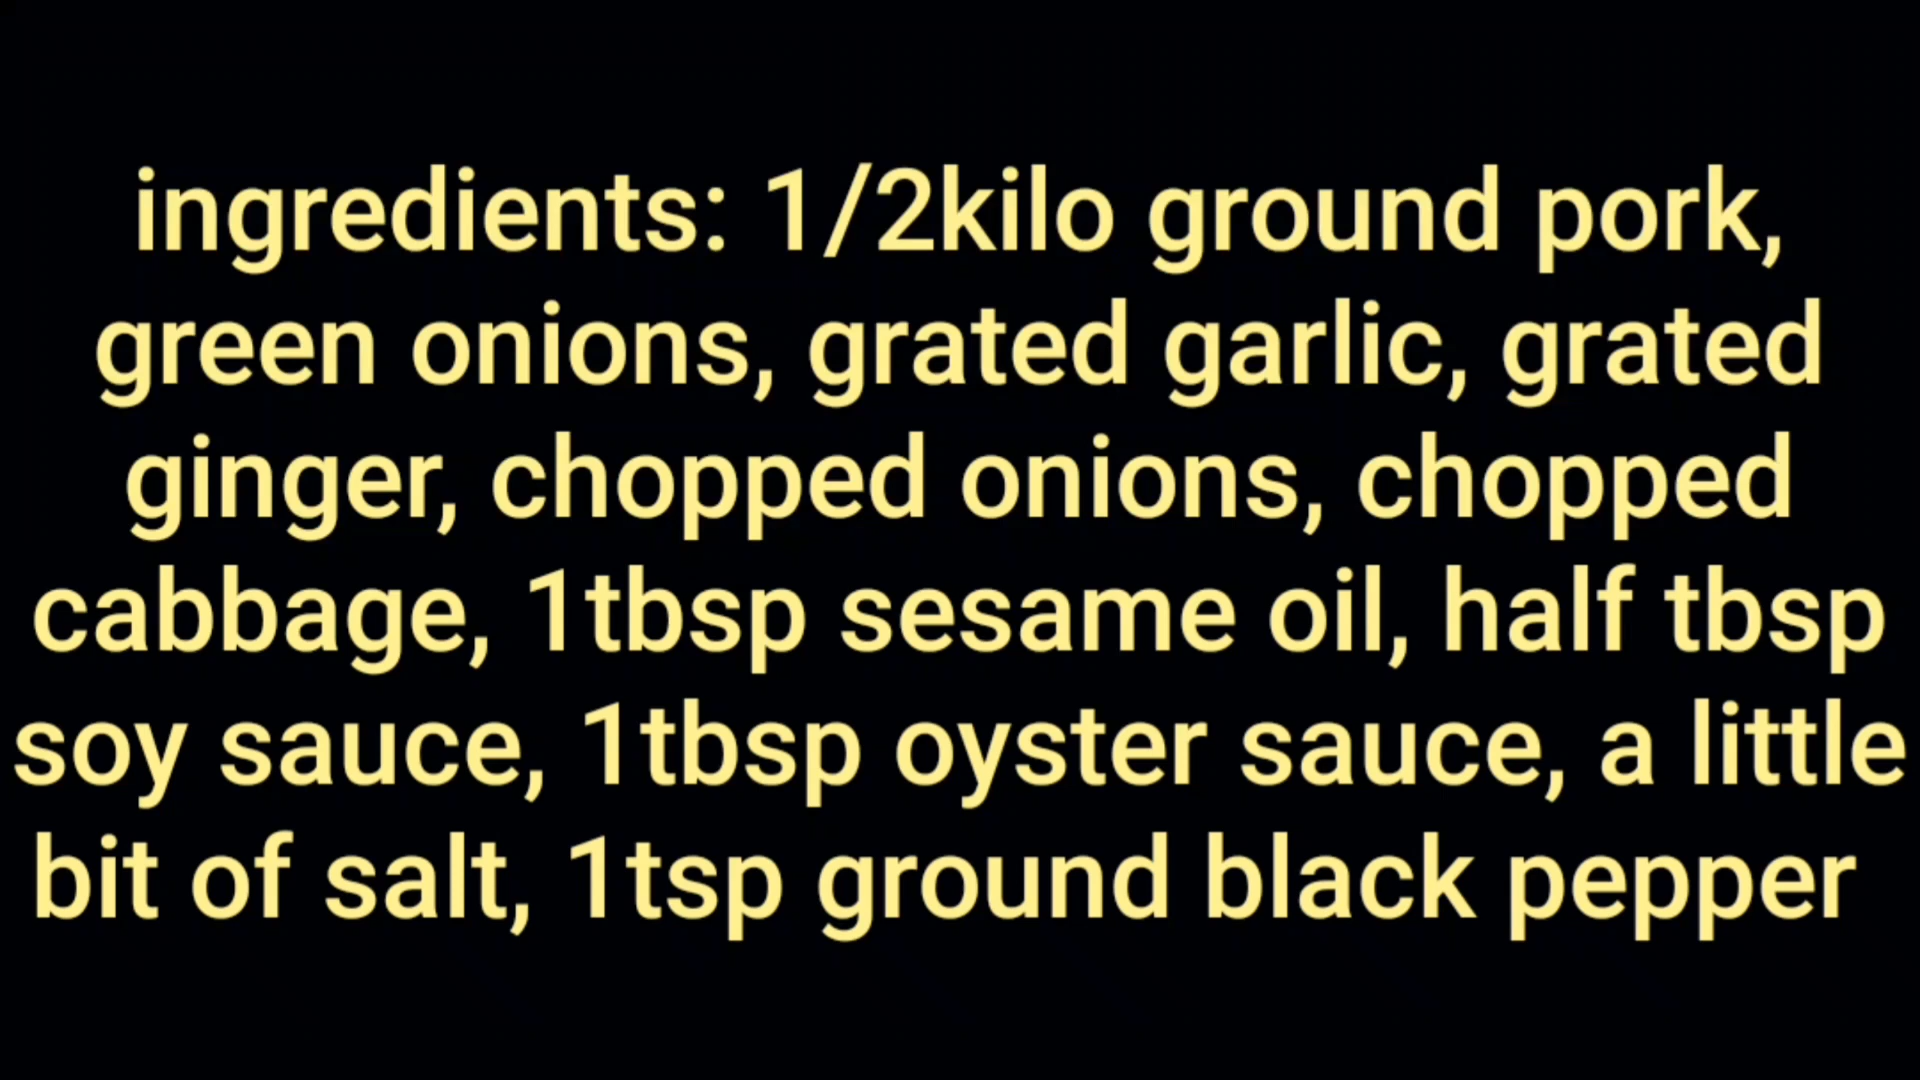 ingredients: 1/2kilo ground pork,
green onions, grated garlic, grated
ginger, chopped onions, chopped
cabbage, 1tbsp sesame oil, half tbsp
soy sauce, 1tbsp oyster sauce, a little
bit of salt, 1tsp ground black pepper